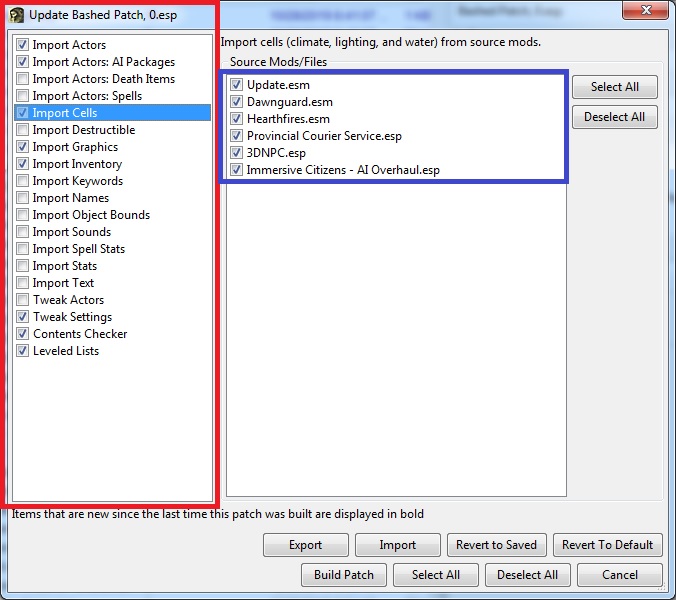 Update Bashed Patch, 0.esp
Import Actors
Import Actors: AI Packages
Import Actors: Death Items
Import Actors: Spells
Import Cells
Import Destructible
Import Graphics
Import Inventory
Import Keywords
Import Names
Import Object Bounds
Import Sounds
Import Spell Stats
Import Stats
Import Text
Tweak Actors
Tweak Settings
Contents Checker
Leveled Lists
Import cells (climate, lighting, and water) from source mods.
Source Mods/Files
Update.esm
Dawnguard.esm
Hearthfires.esm
Provincial Courier Service.esp
3DNPC.esp
Immersive Citizens - AI Overhaul.esp
Select All
Deselect All
Items that are new since the last time this patch was built are displayed in bold
Export Import Revert to Saved Revert To Default
Build Patch Select All Deselect All Cancel